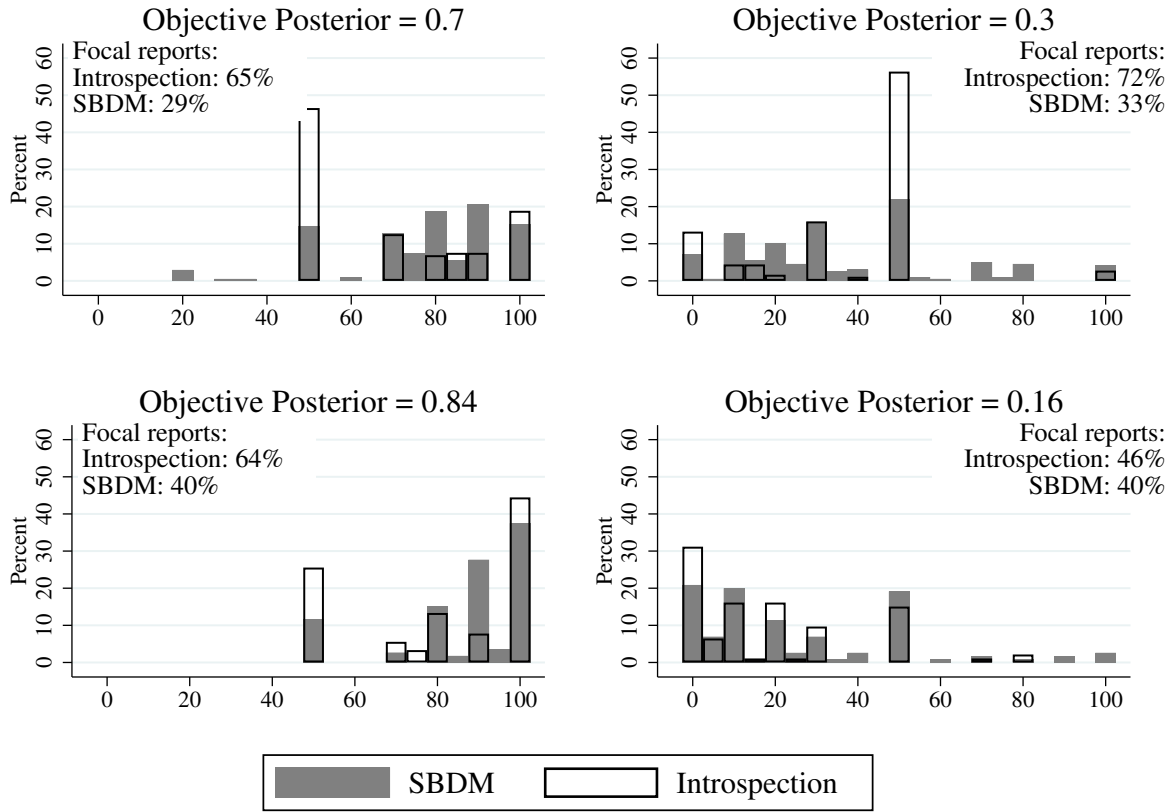 Objective Posterior = 0.7
Focal reports:
Introspection: 65%
SBDM: 29%
Percent
60
50
40
30
20
10
0
0 20 40 60 80 100
Objective Posterior = 0.3
Focal reports:
Introspection: 72%
SBDM: 33%
Percent
60
50
40
30
20
10
0
0 20 40 60 80 100
Objective Posterior = 0.84
Focal reports:
Introspection: 64%
SBDM: 40%
Percent
60
50
40
30
20
10
0
0 20 40 60 80 100
Objective Posterior = 0.16
Focal reports:
Introspection: 46%
SBDM: 40%
Percent
60
50
40
30
20
10
0
0 20 40 60 80 100
SBDM Introspection